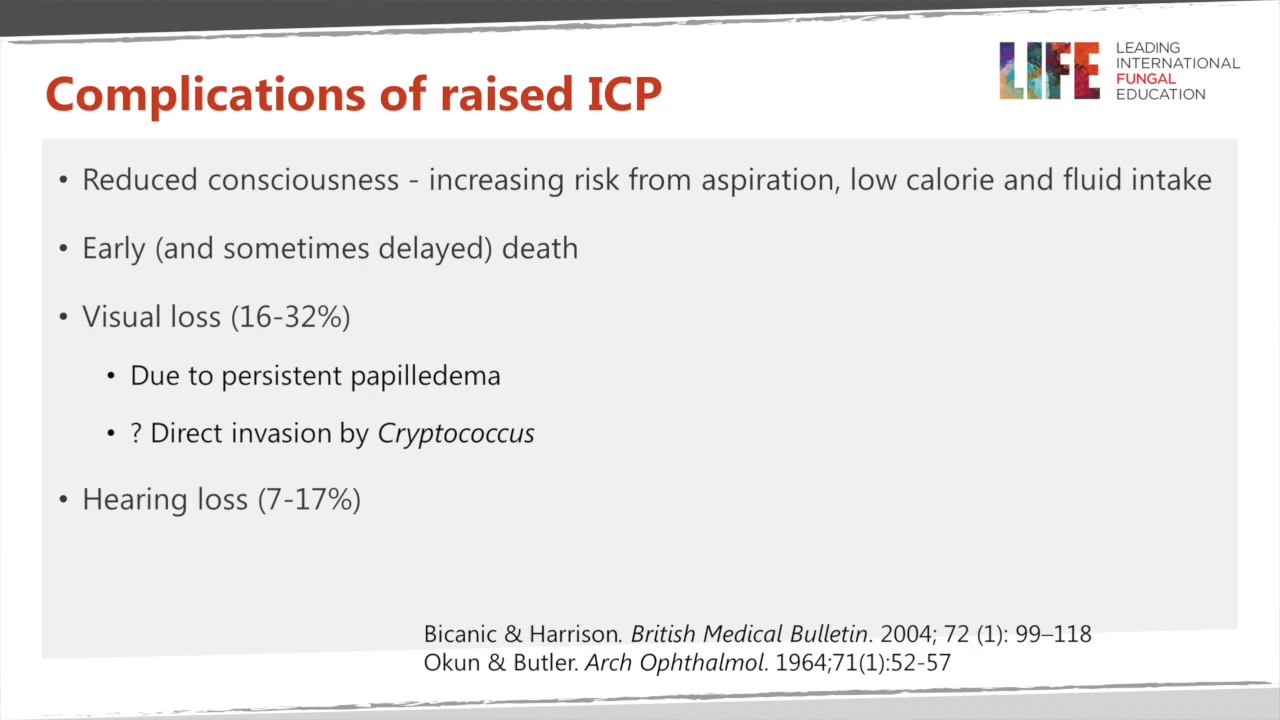 Complications of raised ICP
LIFE
LEADING
INTERNATIONAL
FUNGAL
EDUCATION
• Reduced consciousness - increasing risk from aspiration, low calorie and fluid intake
• Early (and sometimes delayed) death
• Visual loss (16-32%)
• Due to persistent papilledema
• ? Direct invasion by Cryptococcus
• Hearing loss (7-17%)
Bicanic & Harrison. British Medical Bulletin. 2004; 72 (1): 99–118
Okun & Butler. Arch Ophthalmol. 1964;71(1):52-57